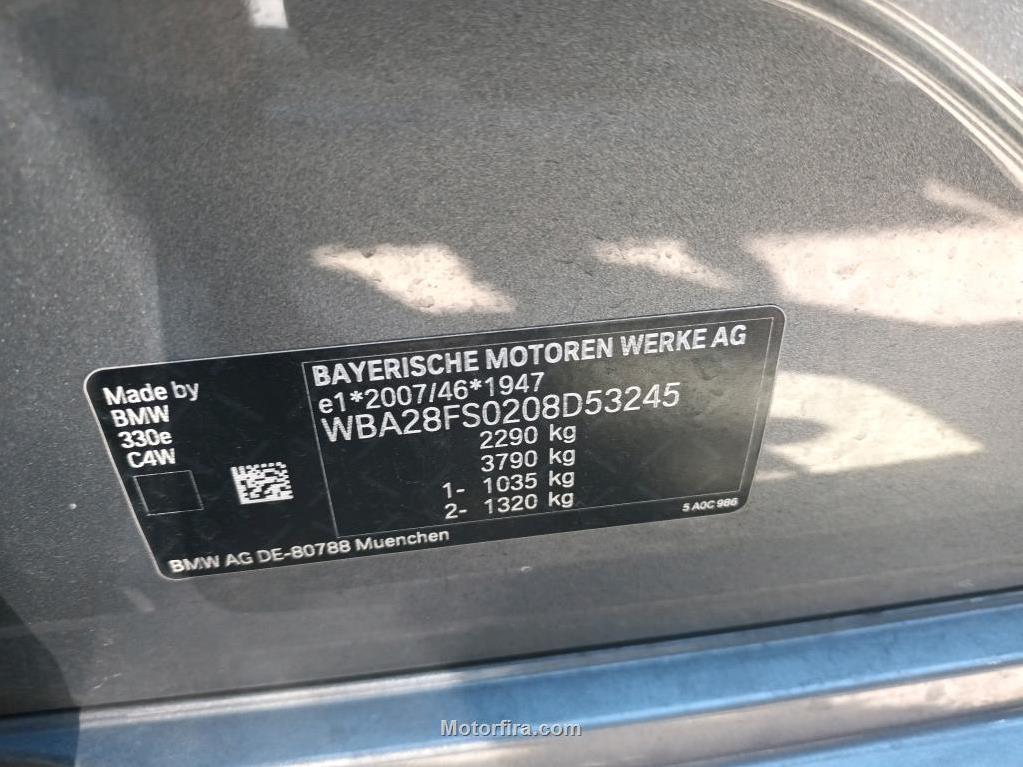 Made by
BMW
330e
C4W
BAYERISCHE MOTOREN WERKE AG
e1*2007/46*1947
WBA28FS0208D53245
2290 kg
3790 kg
1- 1035 kg
2- 1320 kg
5 A0C 986
BMW AG DE-80788 Muenchen
Motorfira.com